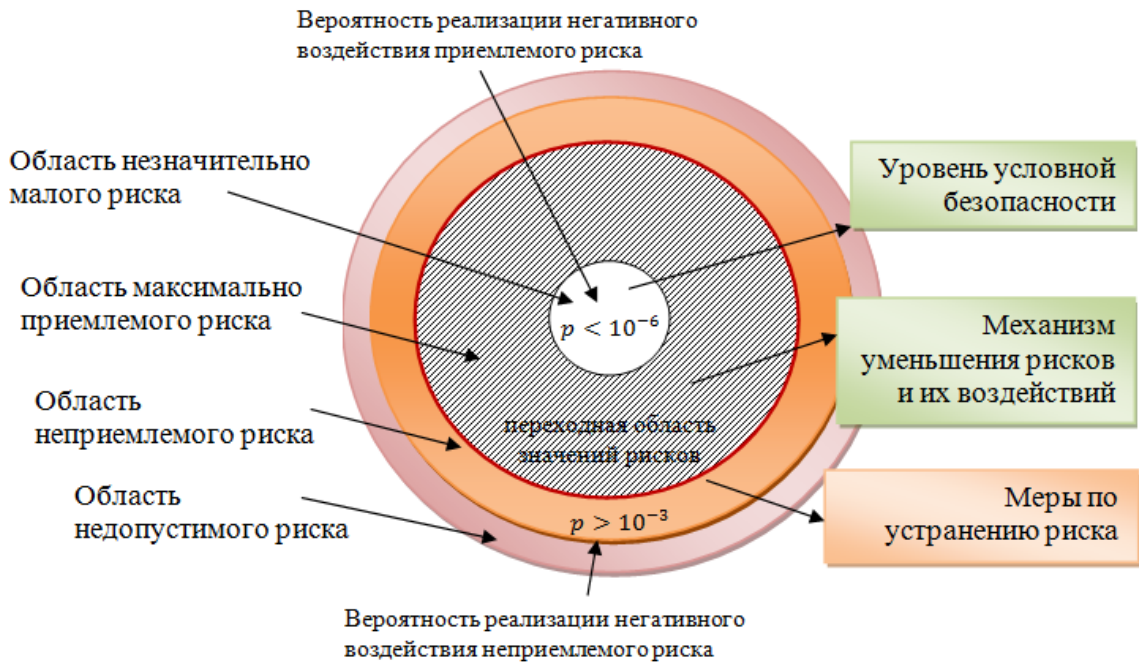 Вероятность реализации негативного
воздействия приемлемого риска
Область незначительно
малого риска
Область максимально
приемлемого риска
Область
неприемлемого риска
Область
недопустимого риска
p < 10⁻⁶
переходная область
значений рисков
p > 10⁻³
Уровень условной
безопасности
Механизм
уменьшения рисков
и их воздействий
Меры по
устранению риска
Вероятность реализации негативного
воздействия неприемлемого риска